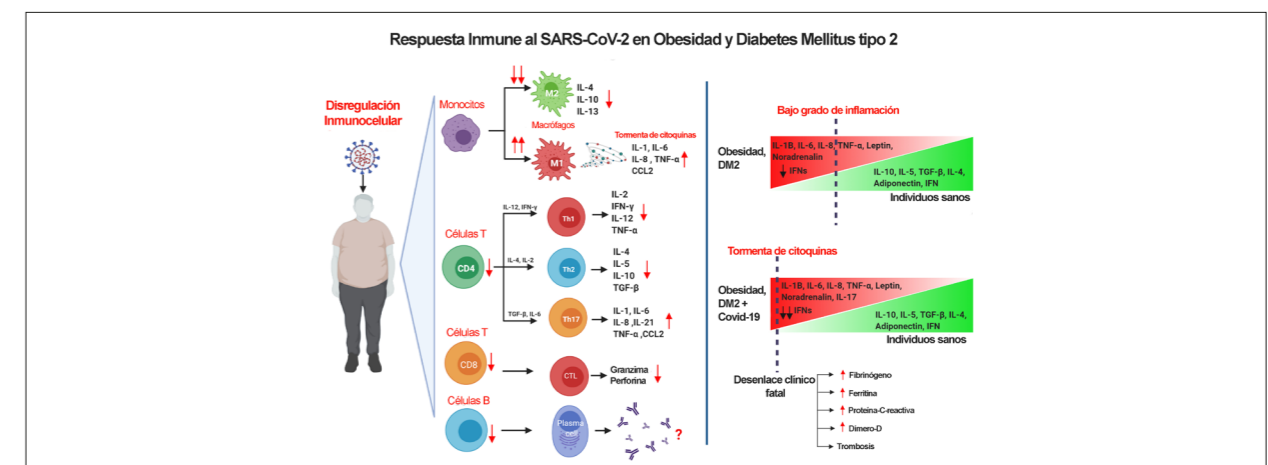 Respuesta Inmune al SARS-CoV-2 en Obesidad y Diabetes Mellitus tipo 2
Disregulación
Inmunocelular
Monocitos
M2
IL-4
IL-10
IL-13
Macrófagos
M1
Tormenta de citoquinas
IL-1, IL-6
IL-8 , TNF-α
CCL2
Células T
CD4
IL-12, IFN-γ
Th1
IL-2
IFN-γ
IL-12
TNF-α
IL-4, IL-2
Th2
IL-4
IL-5
IL-10
TGF-β
TGF-β, IL-6
Th17
IL-1, IL-6
IL-8 ,IL-21
TNF-α ,CCL2
Células T
CD8
CTL
Granzima
Perforina
Células B
Plasma
cell
?
Bajo grado de inflamación
Obesidad,
DM2
IL-1B, IL-6, IL-8, TNF-α, Leptin,
Noradrenalin
IFNs
IL-10, IL-5, TGF-β, IL-4,
Adiponectin, IFN
Individuos sanos
Tormenta de citoquinas
Obesidad,
DM2 +
Covid-19
IL-1B, IL-6, IL-8, TNF-α, Leptin,
Noradrenalin, IL-17
IFNs
IL-10, IL-5, TGF-β, IL-4,
Adiponectin, IFN
Individuos sanos
Desenlace clínico
fatal
Fibrinógeno
Ferritina
Proteina-C-reactiva
Dimero-D
Trombosis